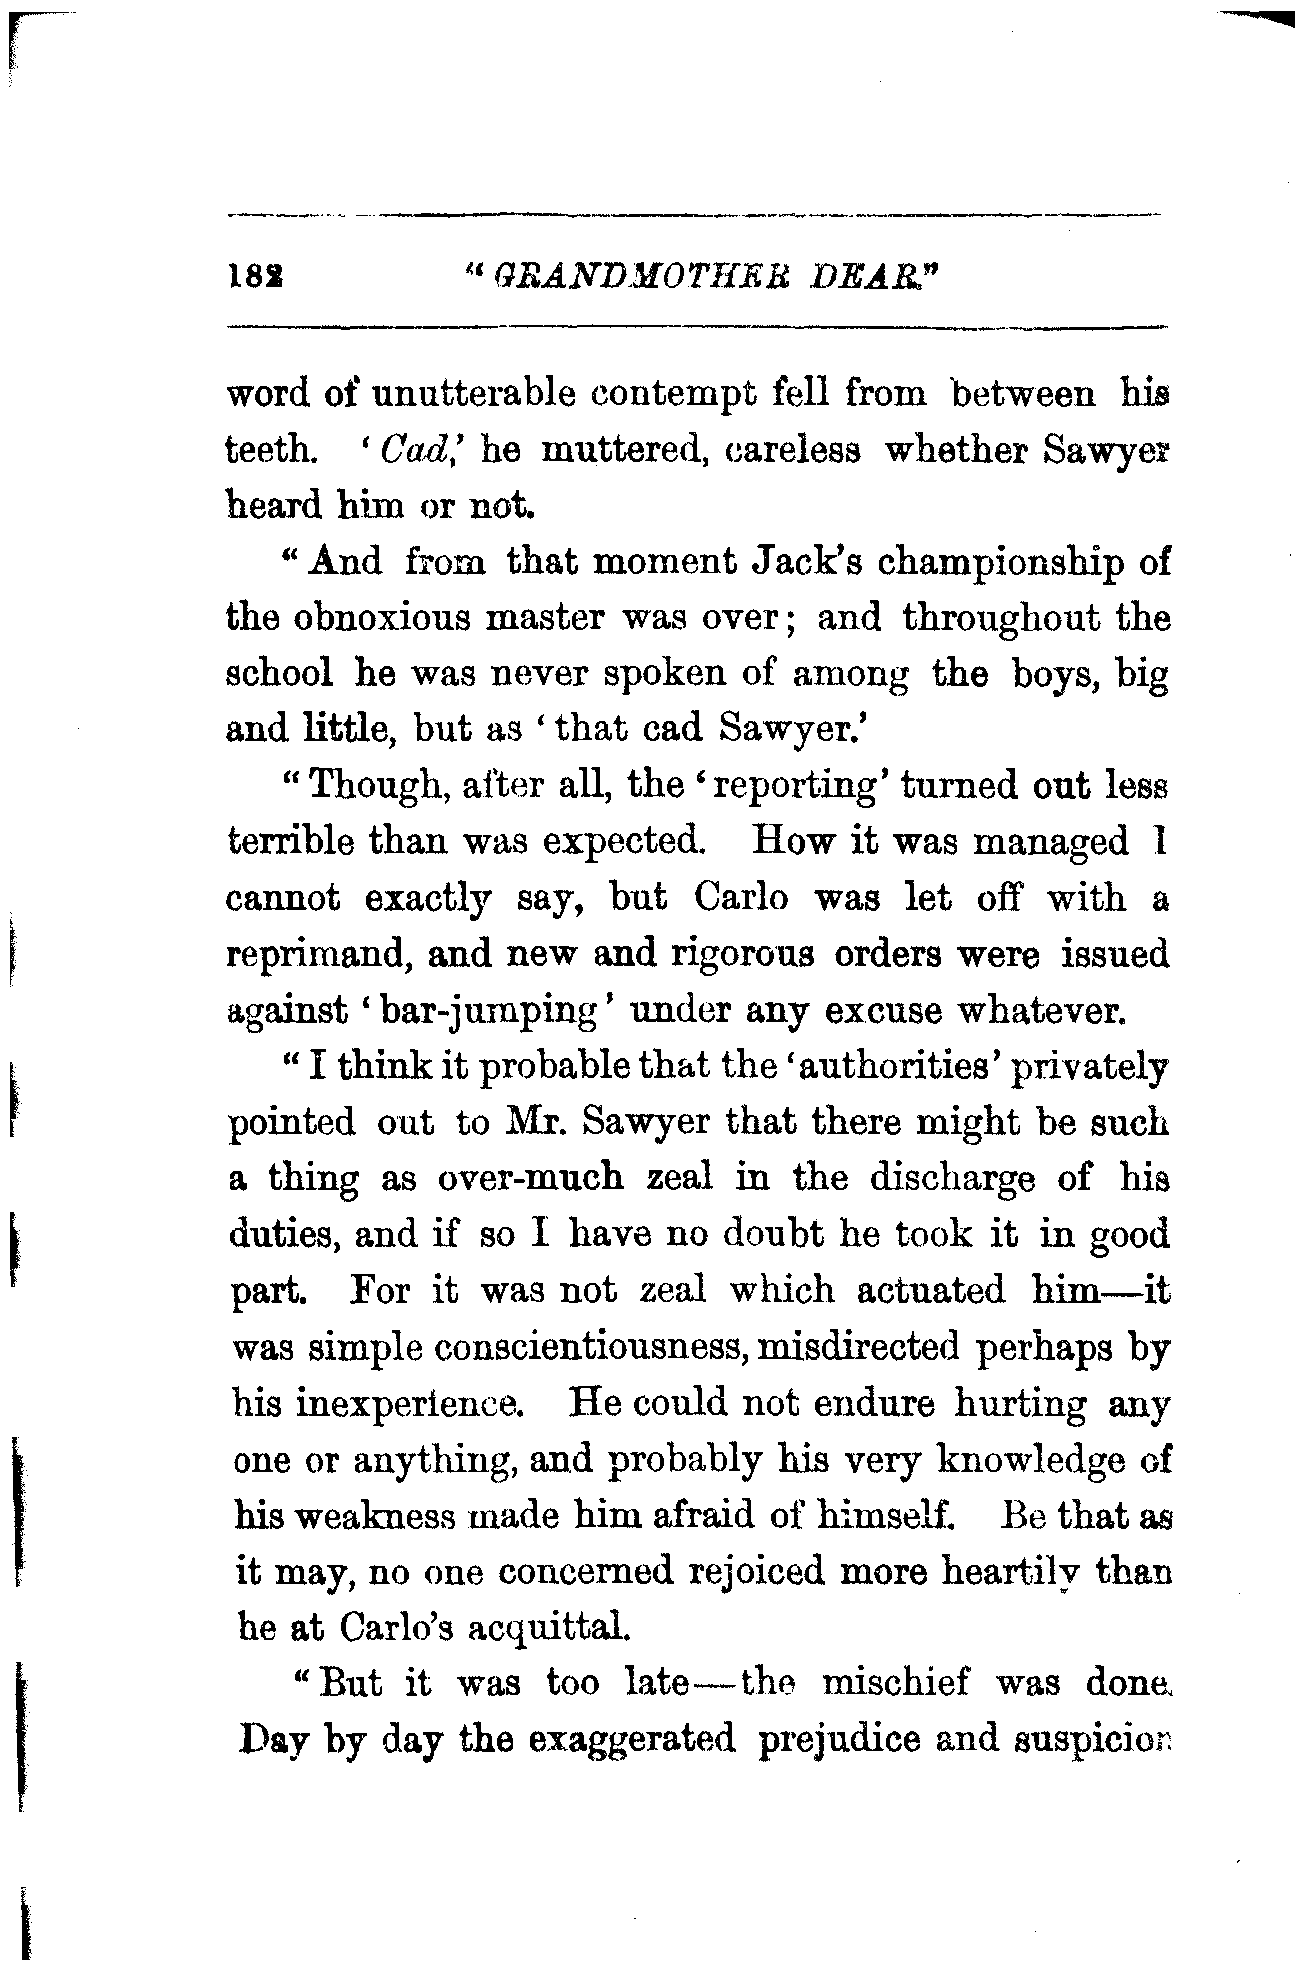 182 “GRANDMOTHER DEAR.”
word of unutterable contempt fell from between his
teeth. ‘Cad,’ he muttered, careless whether Sawyer
heard him or not.
“And from that moment Jack’s championship of
the obnoxious master was over; and throughout the
school he was never spoken of among the boys, big
and little, but as ‘that cad Sawyer.’
“Though, after all, the ‘reporting’ turned out less
terrible than was expected. How it was managed I
cannot exactly say, but Carlo was let off with a
reprimand, and new and rigorous orders were issued
against ‘bar-jumping’ under any excuse whatever.
“I think it probable that the ‘authorities’ privately
pointed out to Mr. Sawyer that there might be such
a thing as over-much zeal in the discharge of his
duties, and if so I have no doubt he took it in good
part. For it was not zeal which actuated him—it
was simple conscientiousness, misdirected perhaps by
his inexperience. He could not endure hurting any
one or anything, and probably his very knowledge of
his weakness made him afraid of himself. Be that as
it may, no one concerned rejoiced more heartily than
he at Carlo’s acquittal.
“But it was too late—the mischief was done.
Day by day the exaggerated prejudice and suspicion